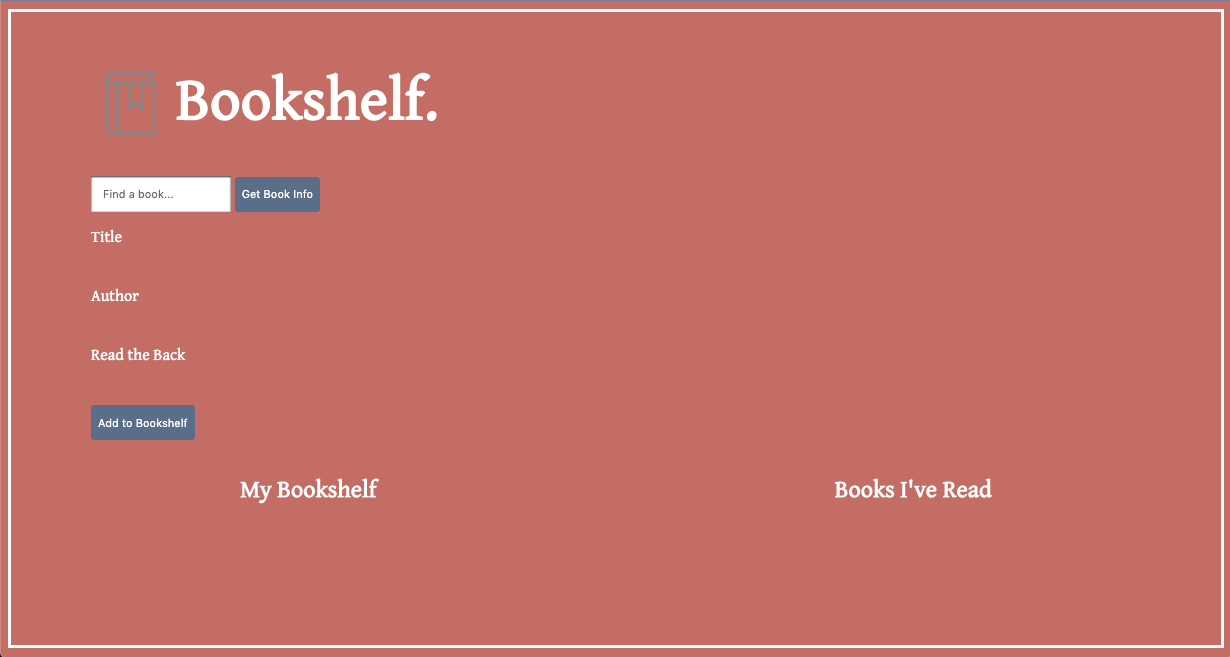 Bookshelf.
Find a book...
Get Book Info
Title
Author
Read the Back
Add to Bookshelf
My Bookshelf
Books I've Read